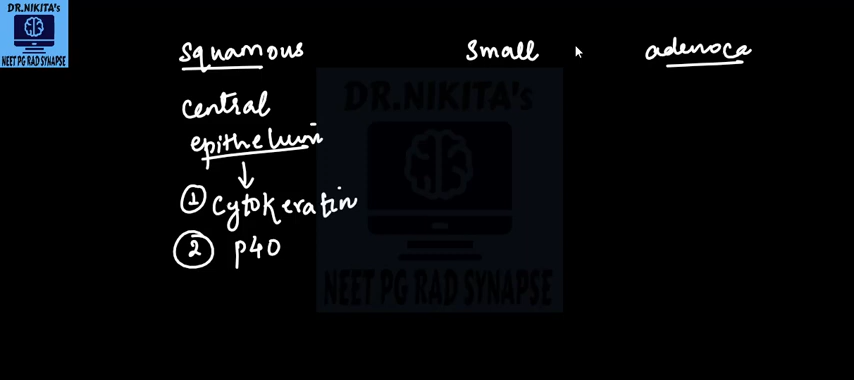 DR.NIKITA's
NEET PG RAD SYNAPSE
squamous small adenoca
central
epithelium
① cytokeratin
② p40
DR.NIKITA's
NEET PG RAD SYNAPSE